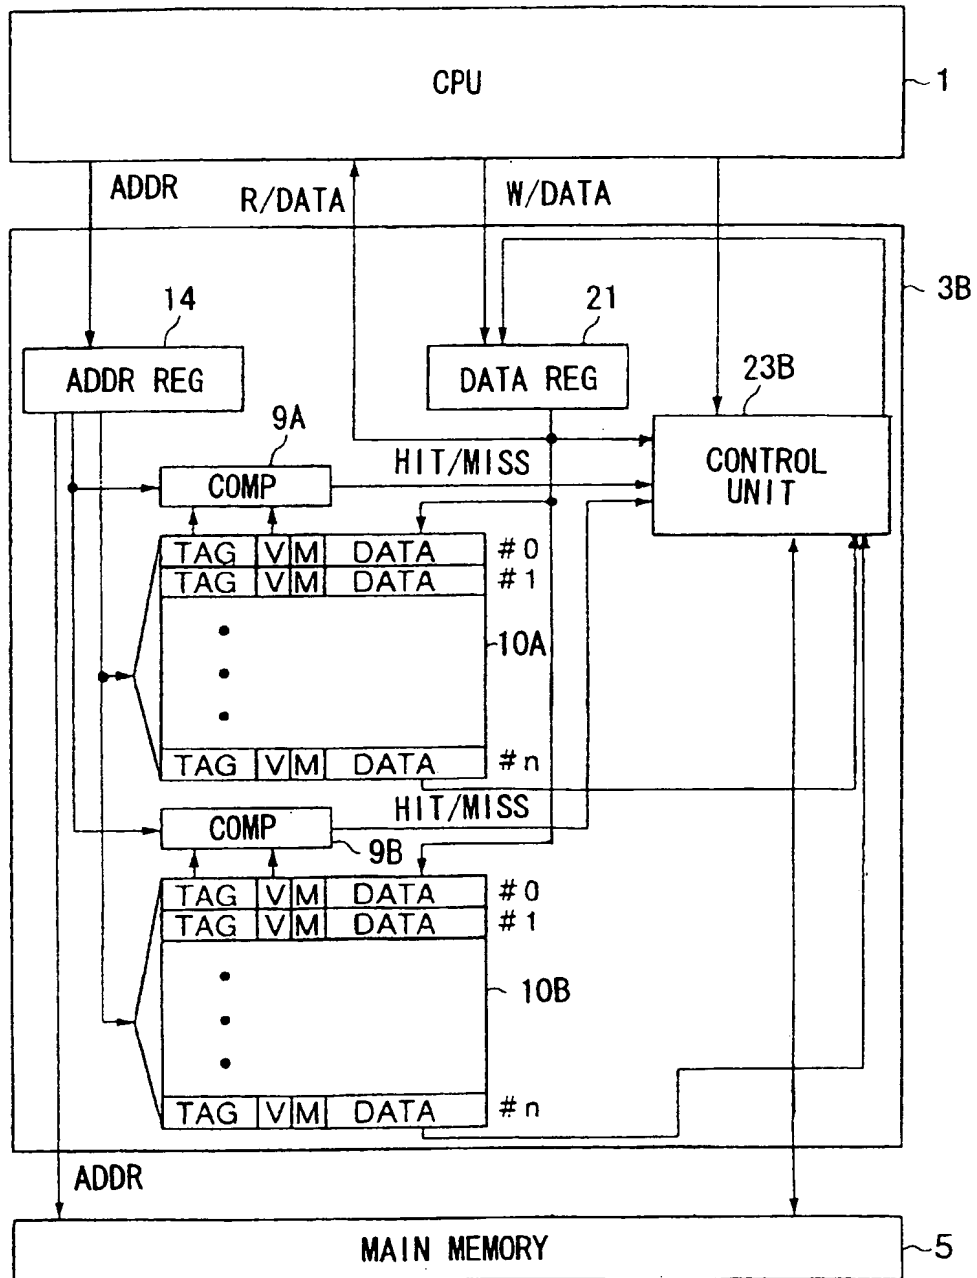 CPU
1
ADDR
R/DATA
W/DATA
3B
14
21
ADDR REG
DATA REG
23B
9A
HIT/MISS
CONTROL
UNIT
COMP
TAG V M DATA #0
TAG V M DATA #1
10A
TAG V M DATA #n
HIT/MISS
COMP
9B
TAG V M DATA #0
TAG V M DATA #1
10B
TAG V M DATA #n
ADDR
MAIN MEMORY
5